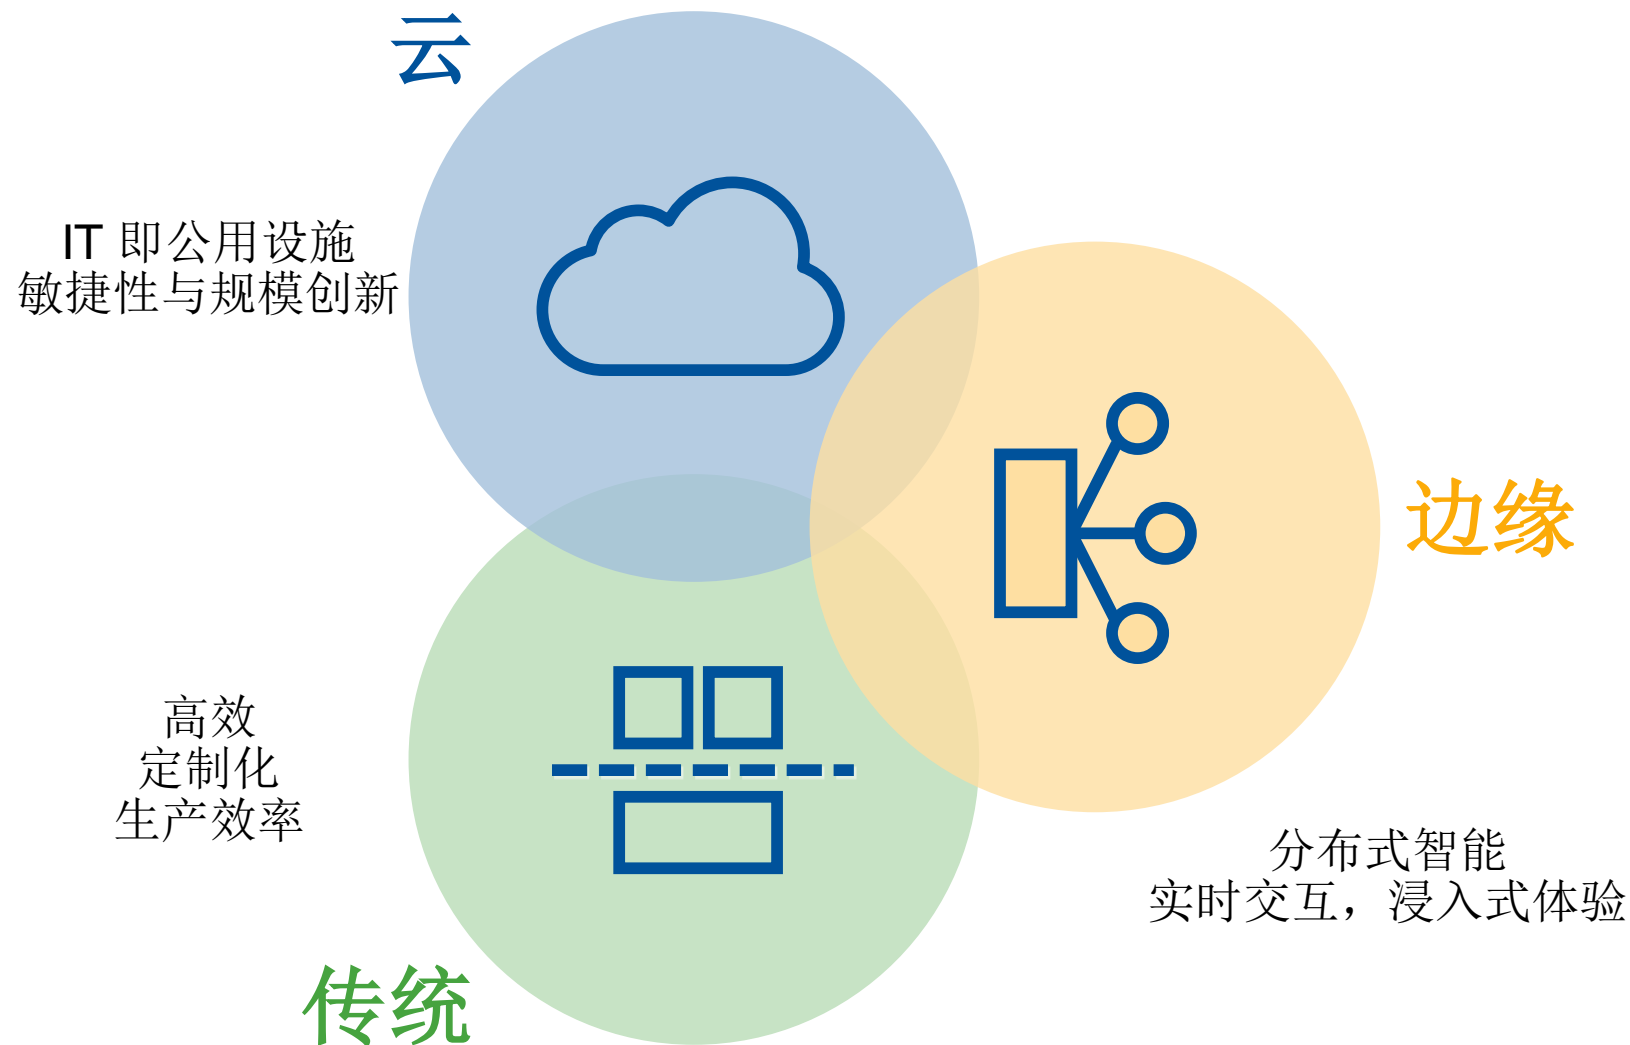 云
IT 即公用设施
敏捷性与规模创新
边缘
高效
定制化
生产效率
分布式智能
实时交互，浸入式体验
传统